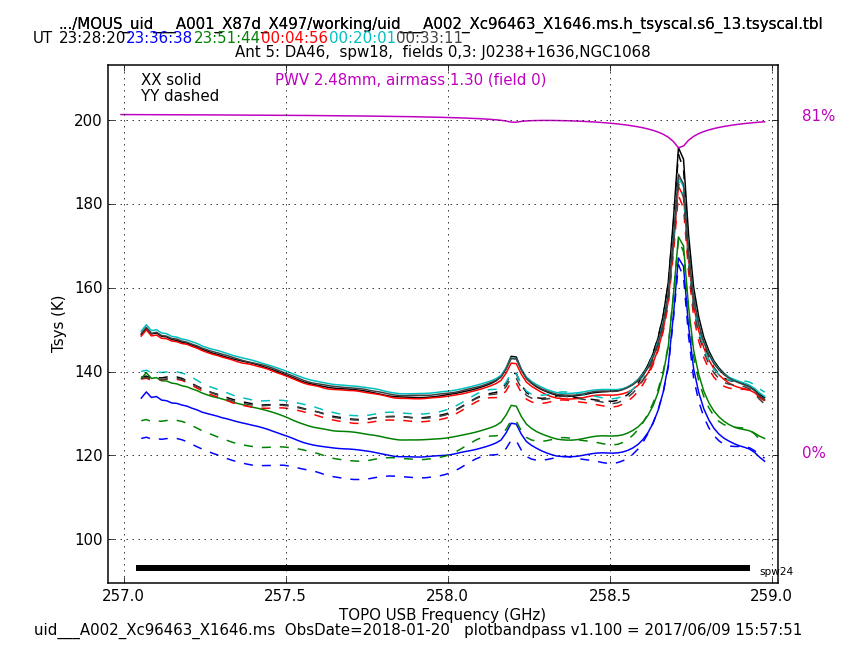 .../MOUS_uid___A001_X87d_X497/working/uid___A002_Xc96463_X1646.ms.h_tsyscal.s6_13.tsyscal.tbl
UT 23:28:20 23:36:38 23:51:44 00:04:56 00:20:01 00:33:11
Ant 5: DA46,  spw18,  fields 0,3: J0238+1636,NGC1068
XX solid
PWV 2.48mm, airmass 1.30 (field 0)
YY dashed
81%
0%
200
180
160
140
120
100
Tsys (K)
spw24
257.0 257.5 258.0 258.5 259.0
TOPO USB Frequency (GHz)
uid___A002_Xc96463_X1646.ms  ObsDate=2018-01-20   plotbandpass v1.100 = 2017/06/09 15:57:51